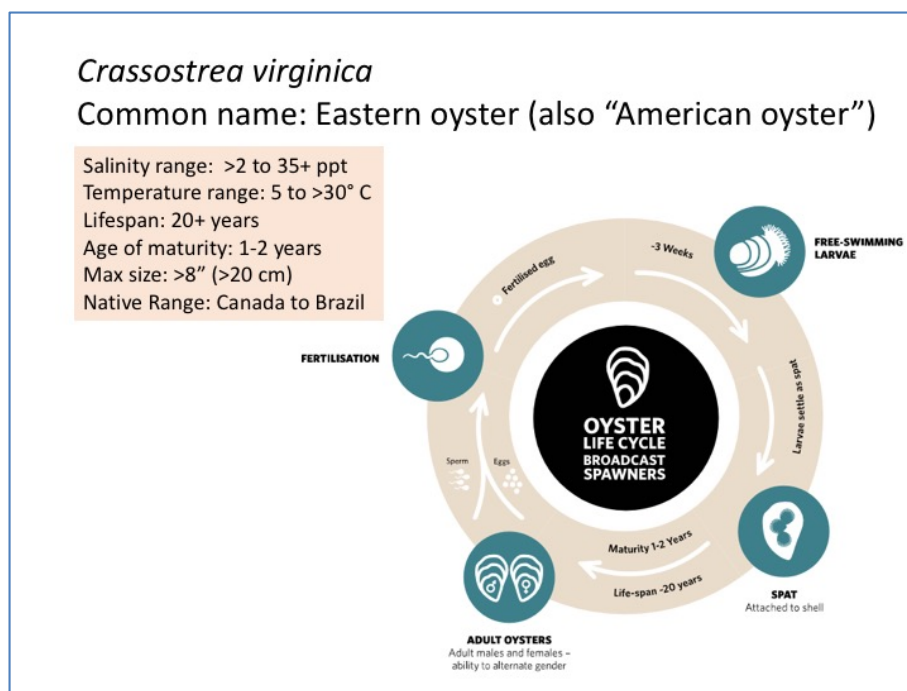 Crassostrea virginica
Common name: Eastern oyster (also “American oyster”)
Salinity range:  >2 to 35+ ppt
Temperature range: 5 to >30° C
Lifespan: 20+ years
Age of maturity: 1-2 years
Max size: >8” (>20 cm)
Native Range: Canada to Brazil
Fertilised egg
~3 Weeks
FREE-SWIMMING
LARVAE
Larvae settle as spat
SPAT
Attached to shell
Maturity 1-2 Years
Life-span ~20 years
ADULT OYSTERS
Adult males and females –
ability to alternate gender
Sperm
Eggs
FERTILISATION
OYSTER
LIFE CYCLE
BROADCAST
SPAWNERS